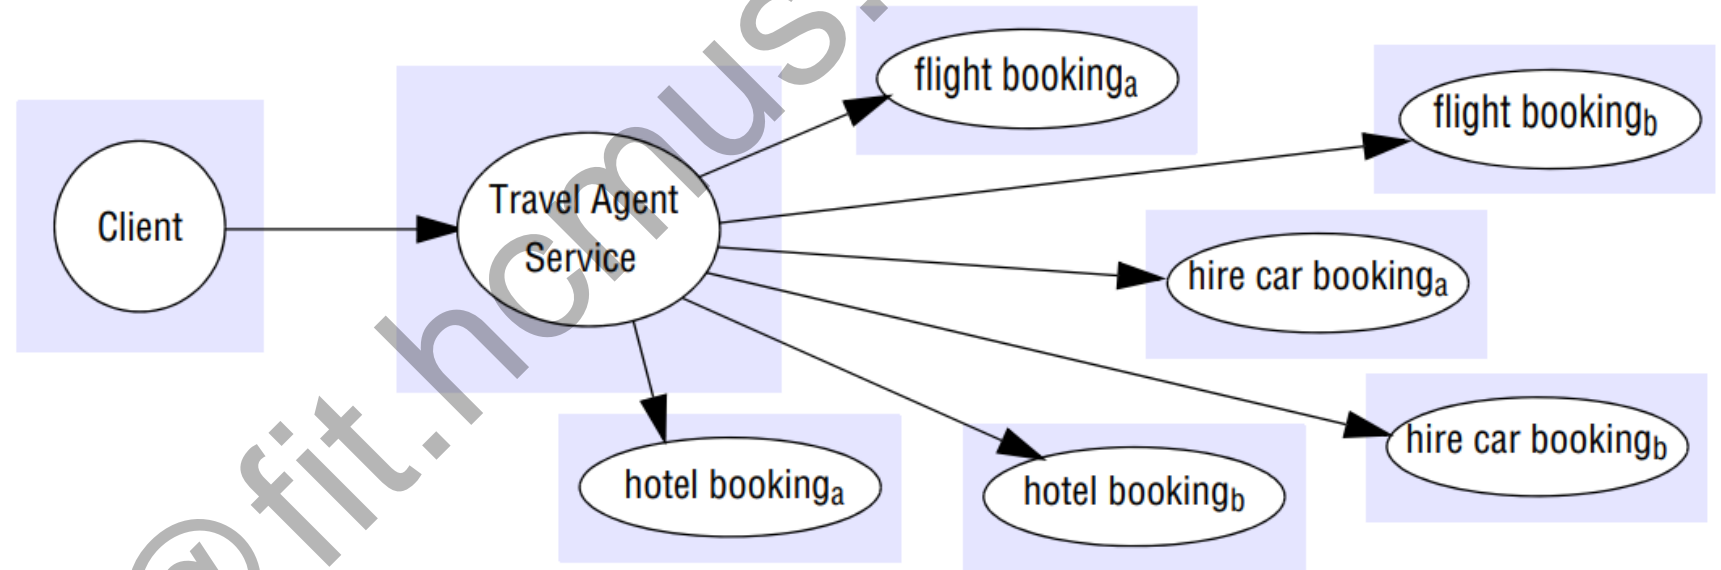 Client
Travel Agent
Service
flight bookinga
flight bookingb
hire car bookinga
hire car bookingb
hotel bookinga
hotel bookingb
@fit.hcmus.